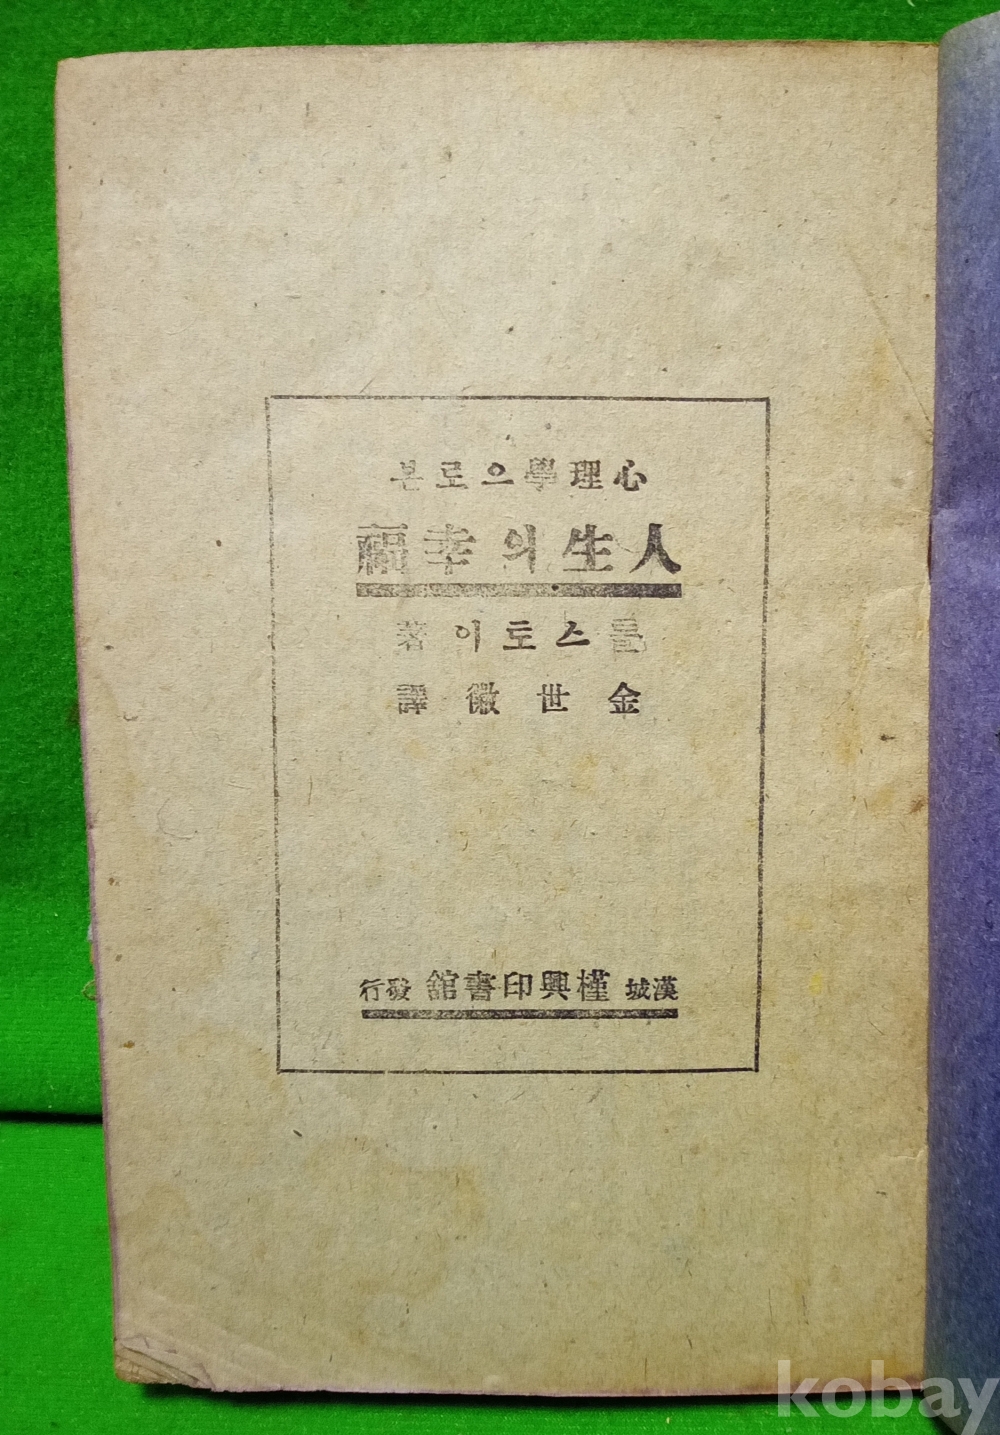 心理學으로본
人生의幸福
톨스토이著
金世徽譯
漢城 槿興印書館 發行
kobay